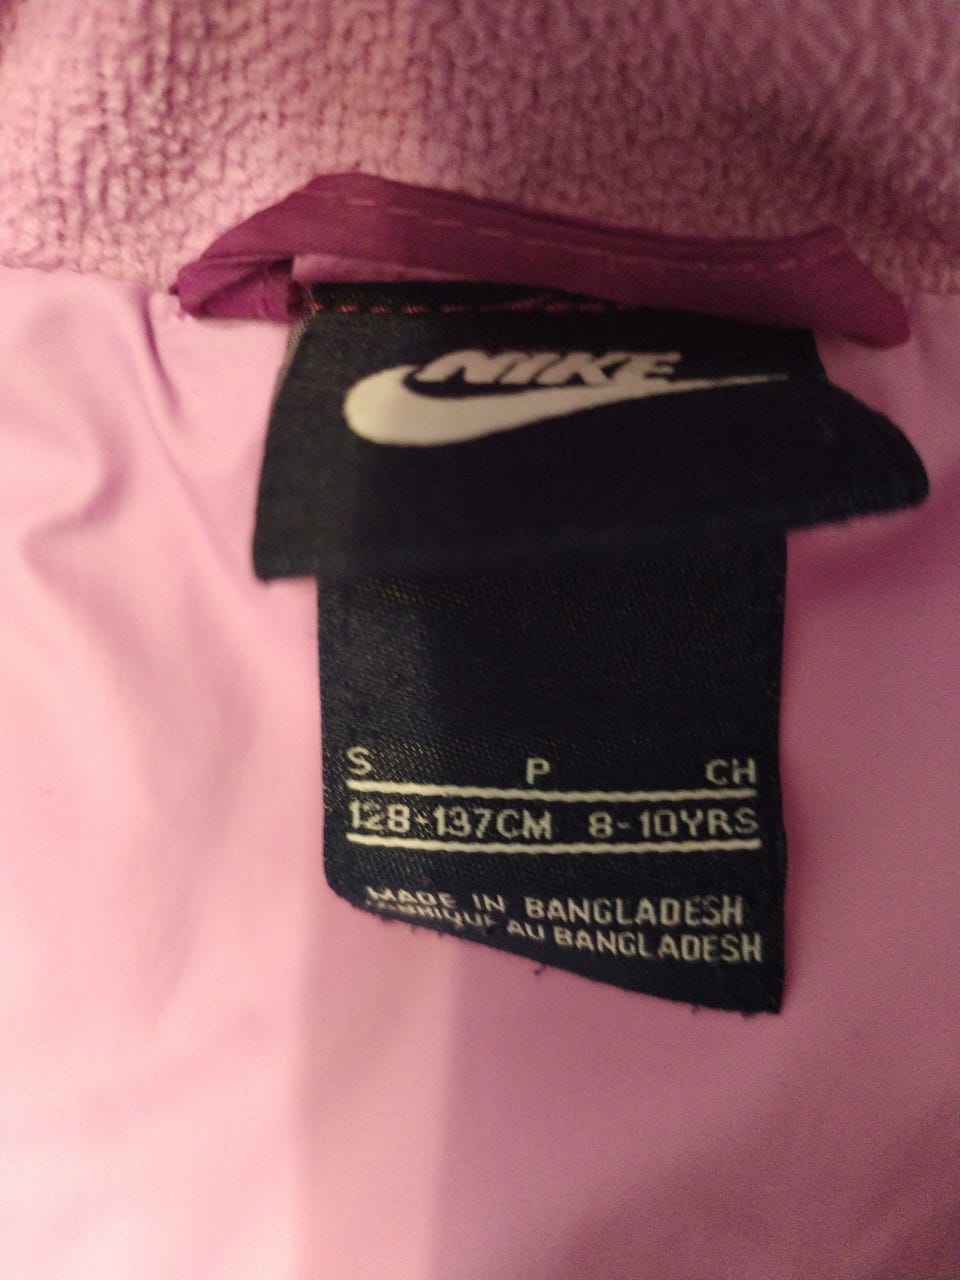 NIKE
S P CH
128-137CM 8-10YRS
MADE IN BANGLADESH
FABRIQUÉ AU BANGLADESH